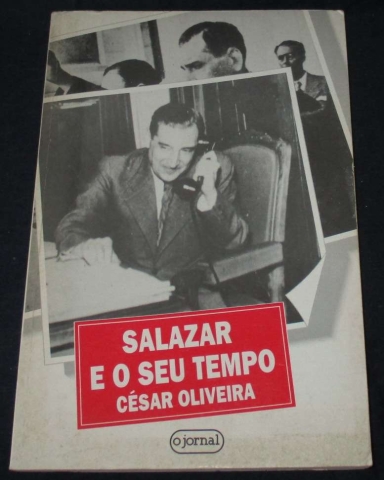 SALAZAR
E O SEU TEMPO
CÉSAR OLIVEIRA
o jornal